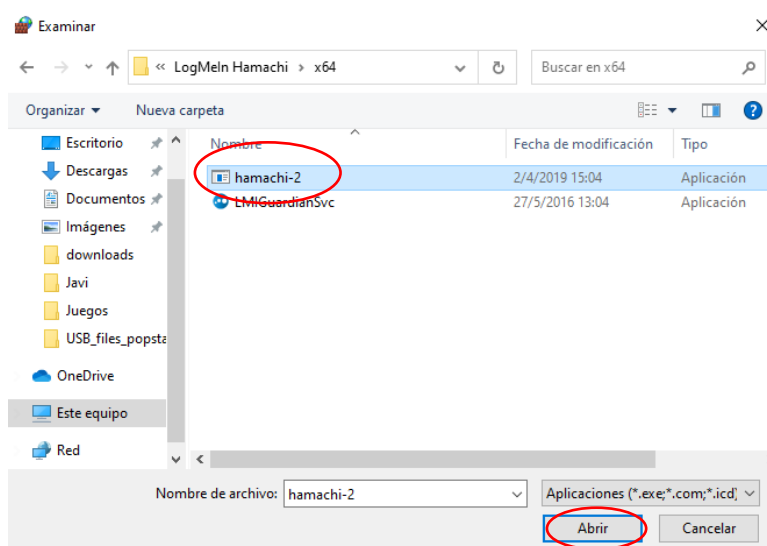 Examinar
« LogMeIn Hamachi › x64
Buscar en x64
Organizar
Nueva carpeta
Nombre
Fecha de modificación
Tipo
Escritorio
Descargas
Documentos
Imágenes
downloads
Javi
Juegos
USB_files_popsta
OneDrive
Este equipo
Red
hamachi-2
2/4/2019 15:04
Aplicación
LMIGuardianSvc
27/5/2016 13:04
Aplicación
Nombre de archivo:
hamachi-2
Aplicaciones (*.exe;*.com;*.icd)
Abrir
Cancelar